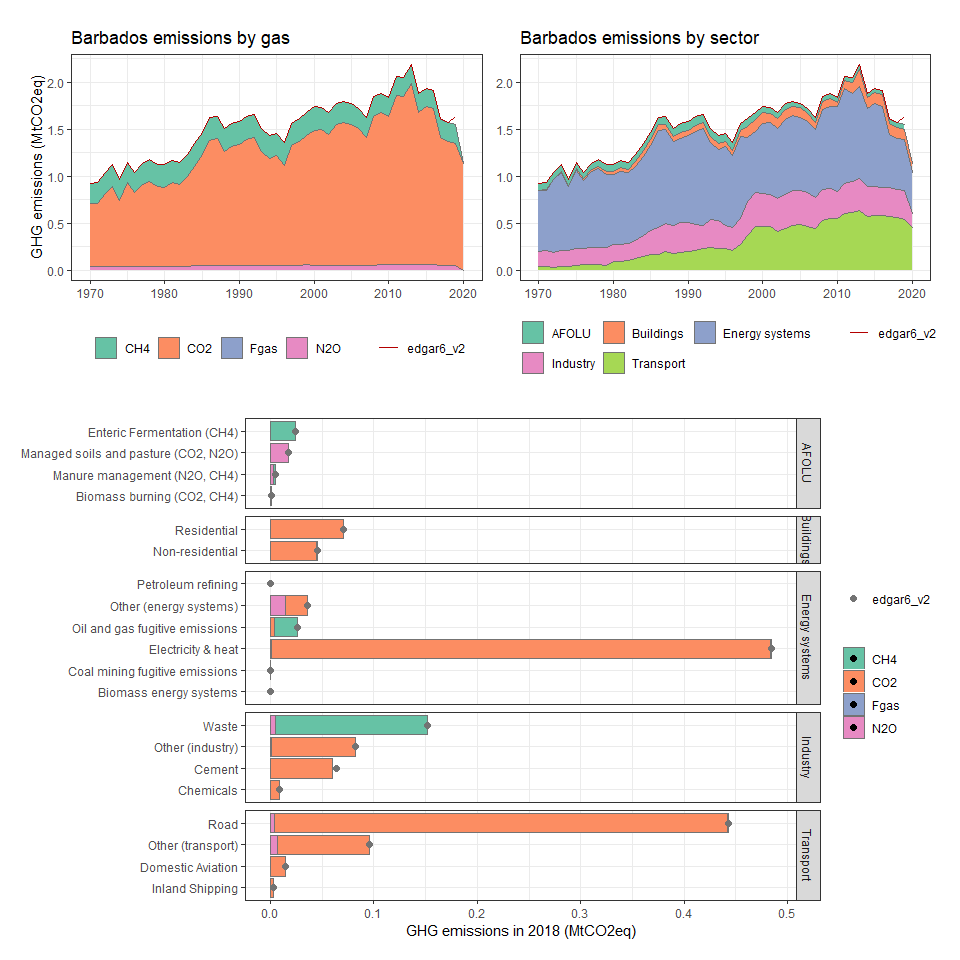 Barbados emissions by gas
GHG emissions (MtCO2eq)
2.0
1.5
1.0
0.5
0.0
1970 1980 1990 2000 2010 2020
CH4 CO2 Fgas N2O edgar6_v2
Barbados emissions by sector
2.0
1.5
1.0
0.5
0.0
1970 1980 1990 2000 2010 2020
AFOLU Buildings Energy systems edgar6_v2
Industry Transport
Enteric Fermentation (CH4)
Managed soils and pasture (CO2, N2O)
Manure management (N2O, CH4)
Biomass burning (CO2, CH4)
AFOLU
Residential
Non-residential
Buildings
Petroleum refining
Other (energy systems)
Oil and gas fugitive emissions
Electricity & heat
Coal mining fugitive emissions
Biomass energy systems
Energy systems
Waste
Other (industry)
Cement
Chemicals
Industry
Road
Other (transport)
Domestic Aviation
Inland Shipping
Transport
0.0 0.1 0.2 0.3 0.4 0.5
GHG emissions in 2018 (MtCO2eq)
edgar6_v2
CH4
CO2
Fgas
N2O